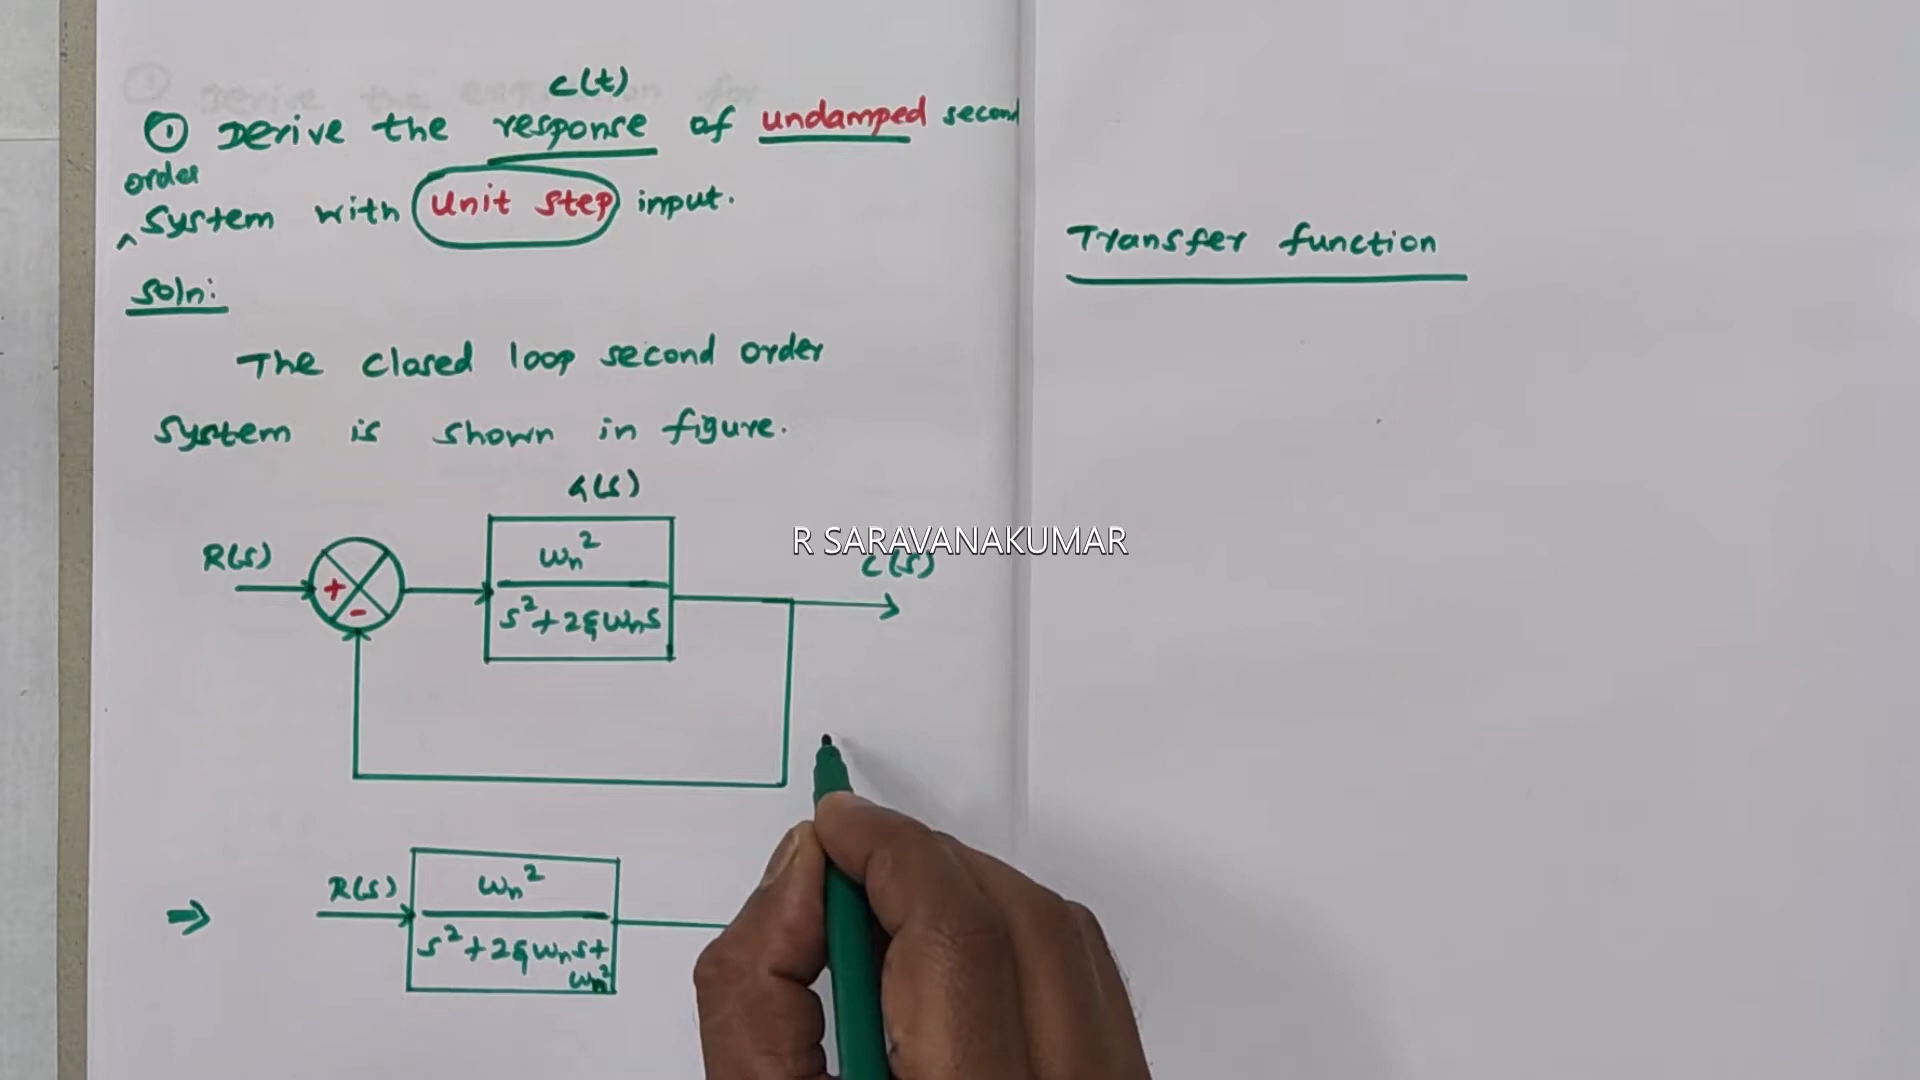 c(t)
① Derive the response of undamped second
order
^ system with unit step input.
Soln:
The closed loop second order
system is shown in figure.
G(s)
R(s)
ωn²
s²+2ξωns
+
-
C(s)
R SARAVANAKUMAR
⇒
R(s)
ωn²
s²+2ξωns+
ωn²
Transfer function